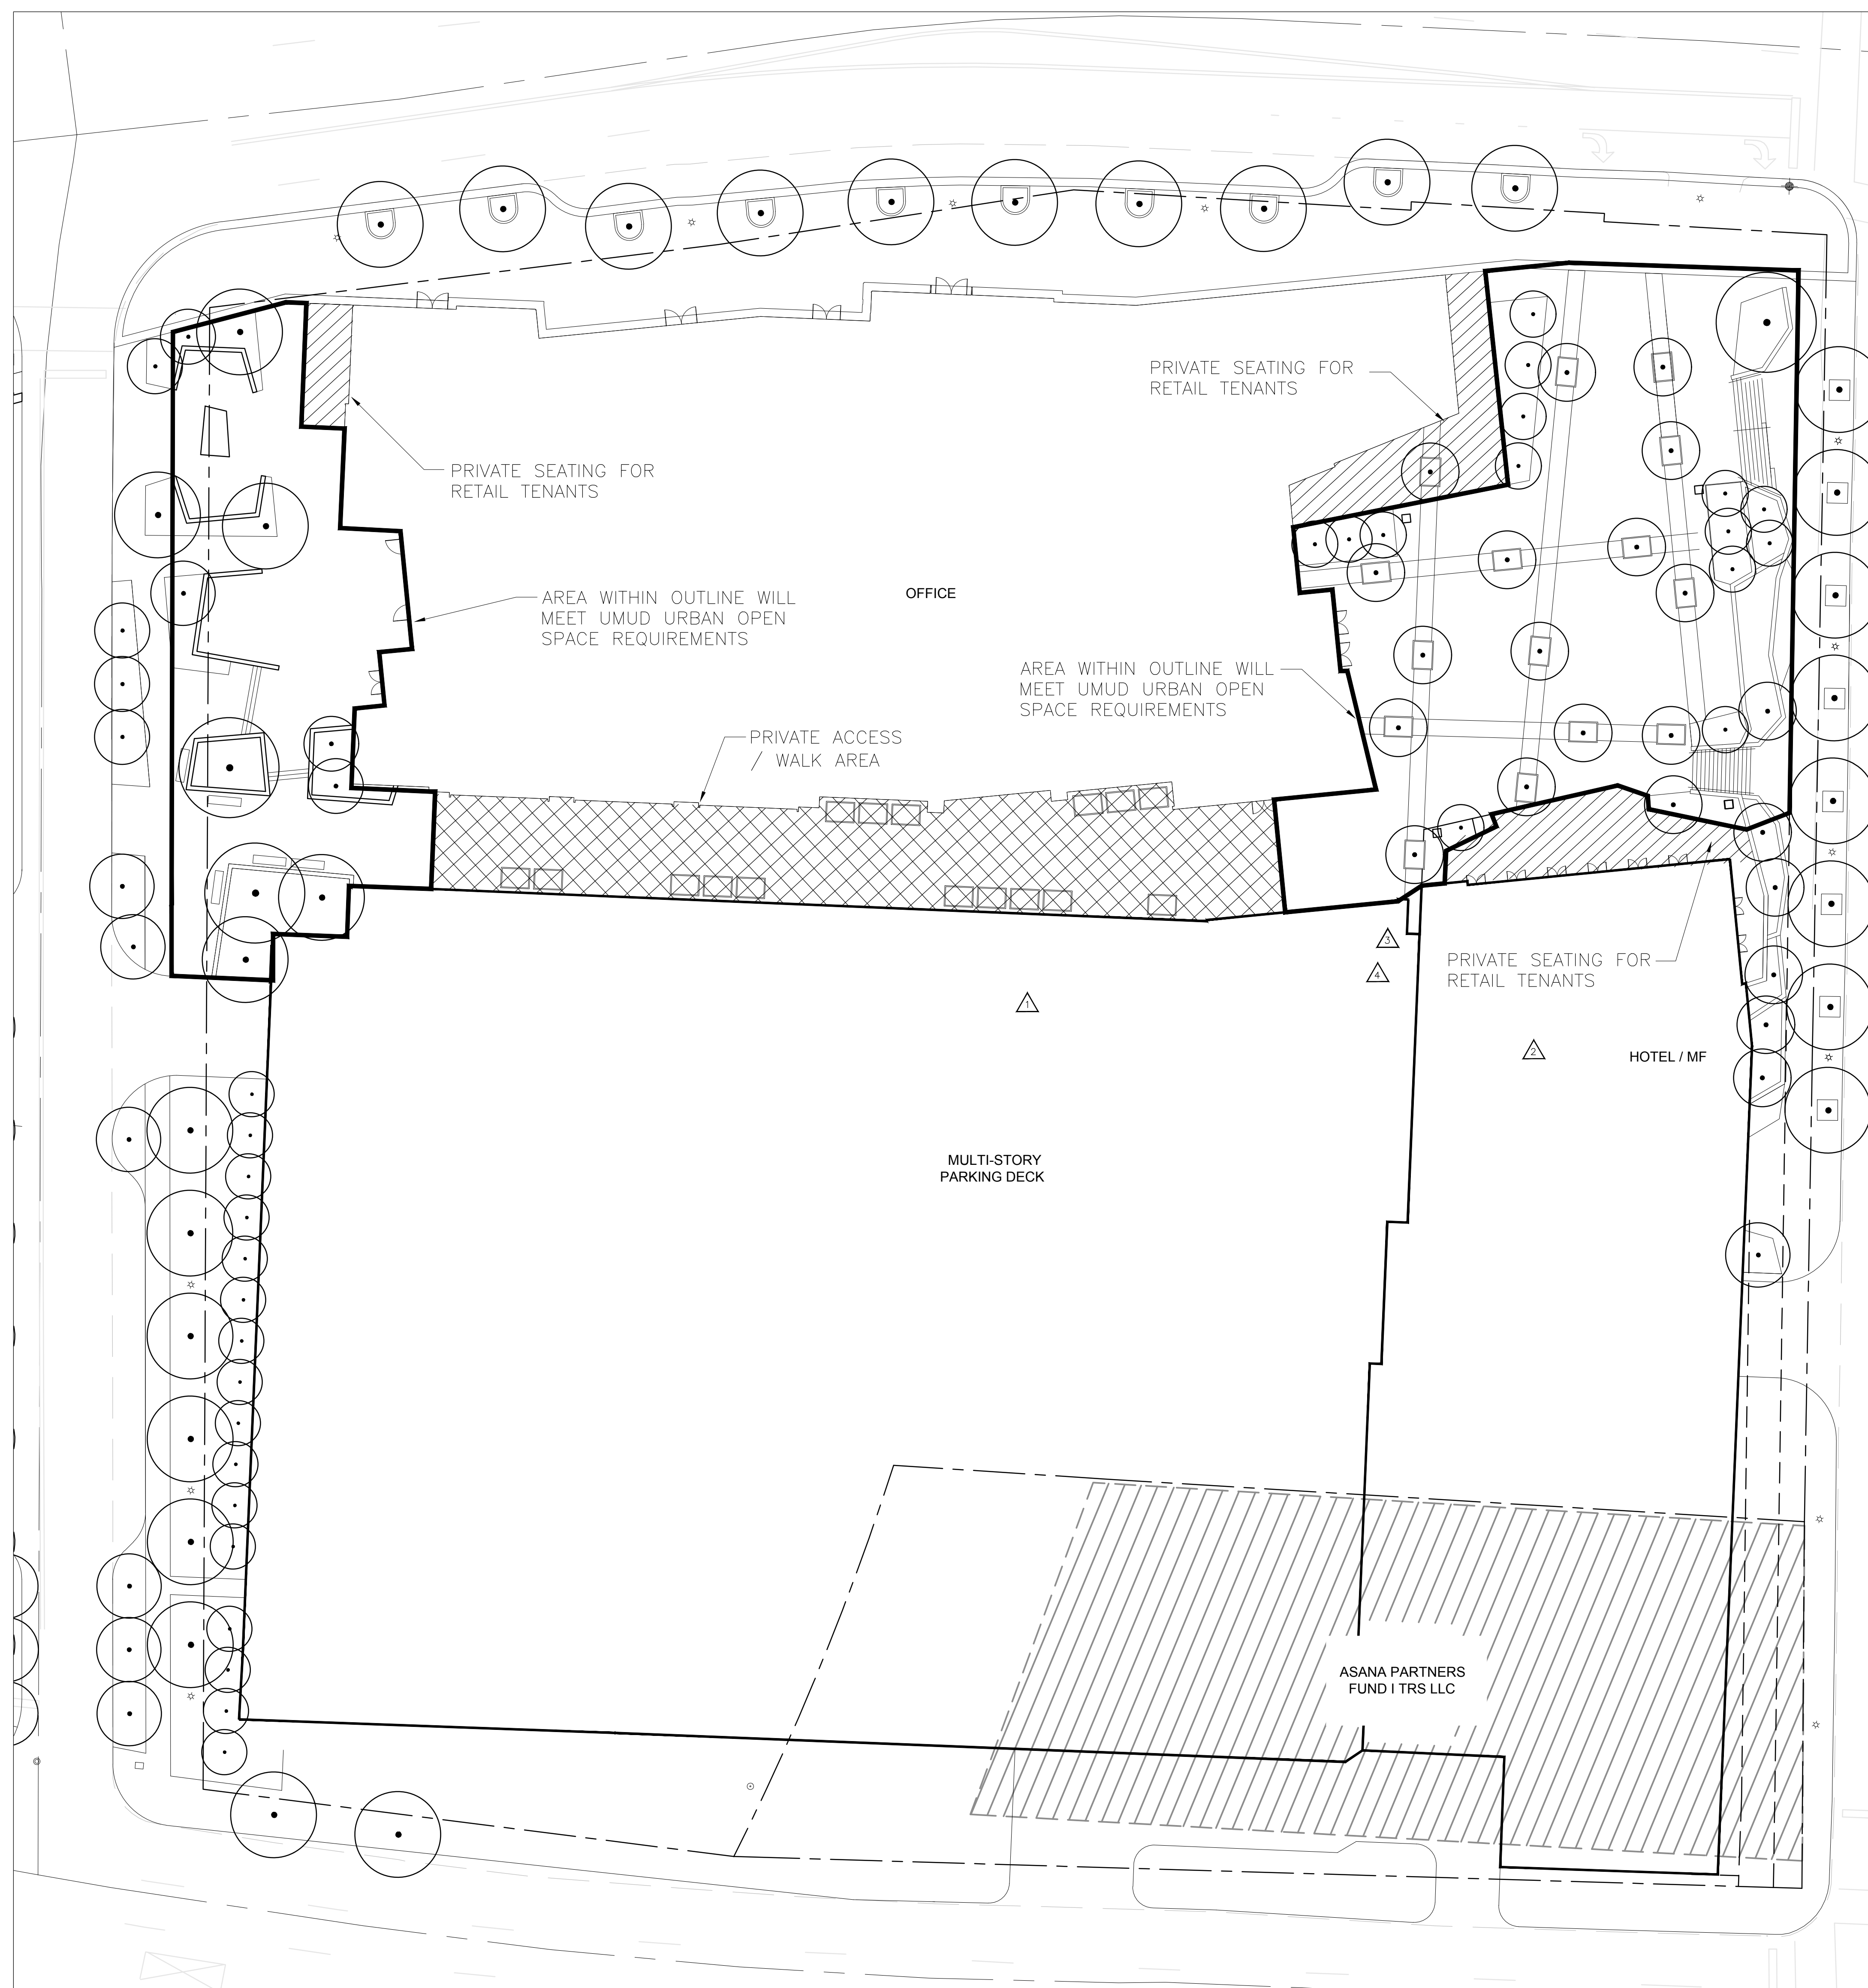 PRIVATE SEATING FOR
RETAIL TENANTS
PRIVATE SEATING FOR
RETAIL TENANTS
OFFICE
AREA WITHIN OUTLINE WILL
MEET UMUD URBAN OPEN
SPACE REQUIREMENTS
AREA WITHIN OUTLINE WILL
MEET UMUD URBAN OPEN
SPACE REQUIREMENTS
PRIVATE ACCESS
/ WALK AREA
3
4
PRIVATE SEATING FOR
RETAIL TENANTS
1
2
HOTEL / MF
MULTI-STORY
PARKING DECK
ASANA PARTNERS
FUND I TRS LLC